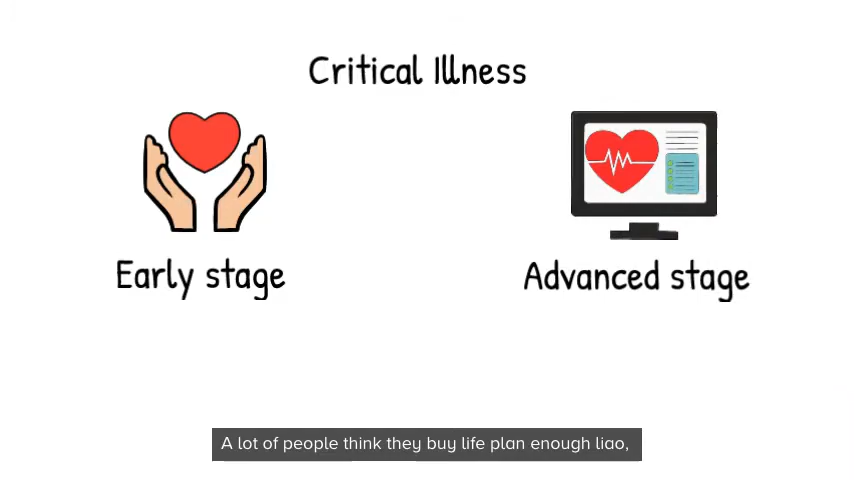 Critical Illness
Early stage
Advanced stage
A lot of people think they buy life plan enough liao,